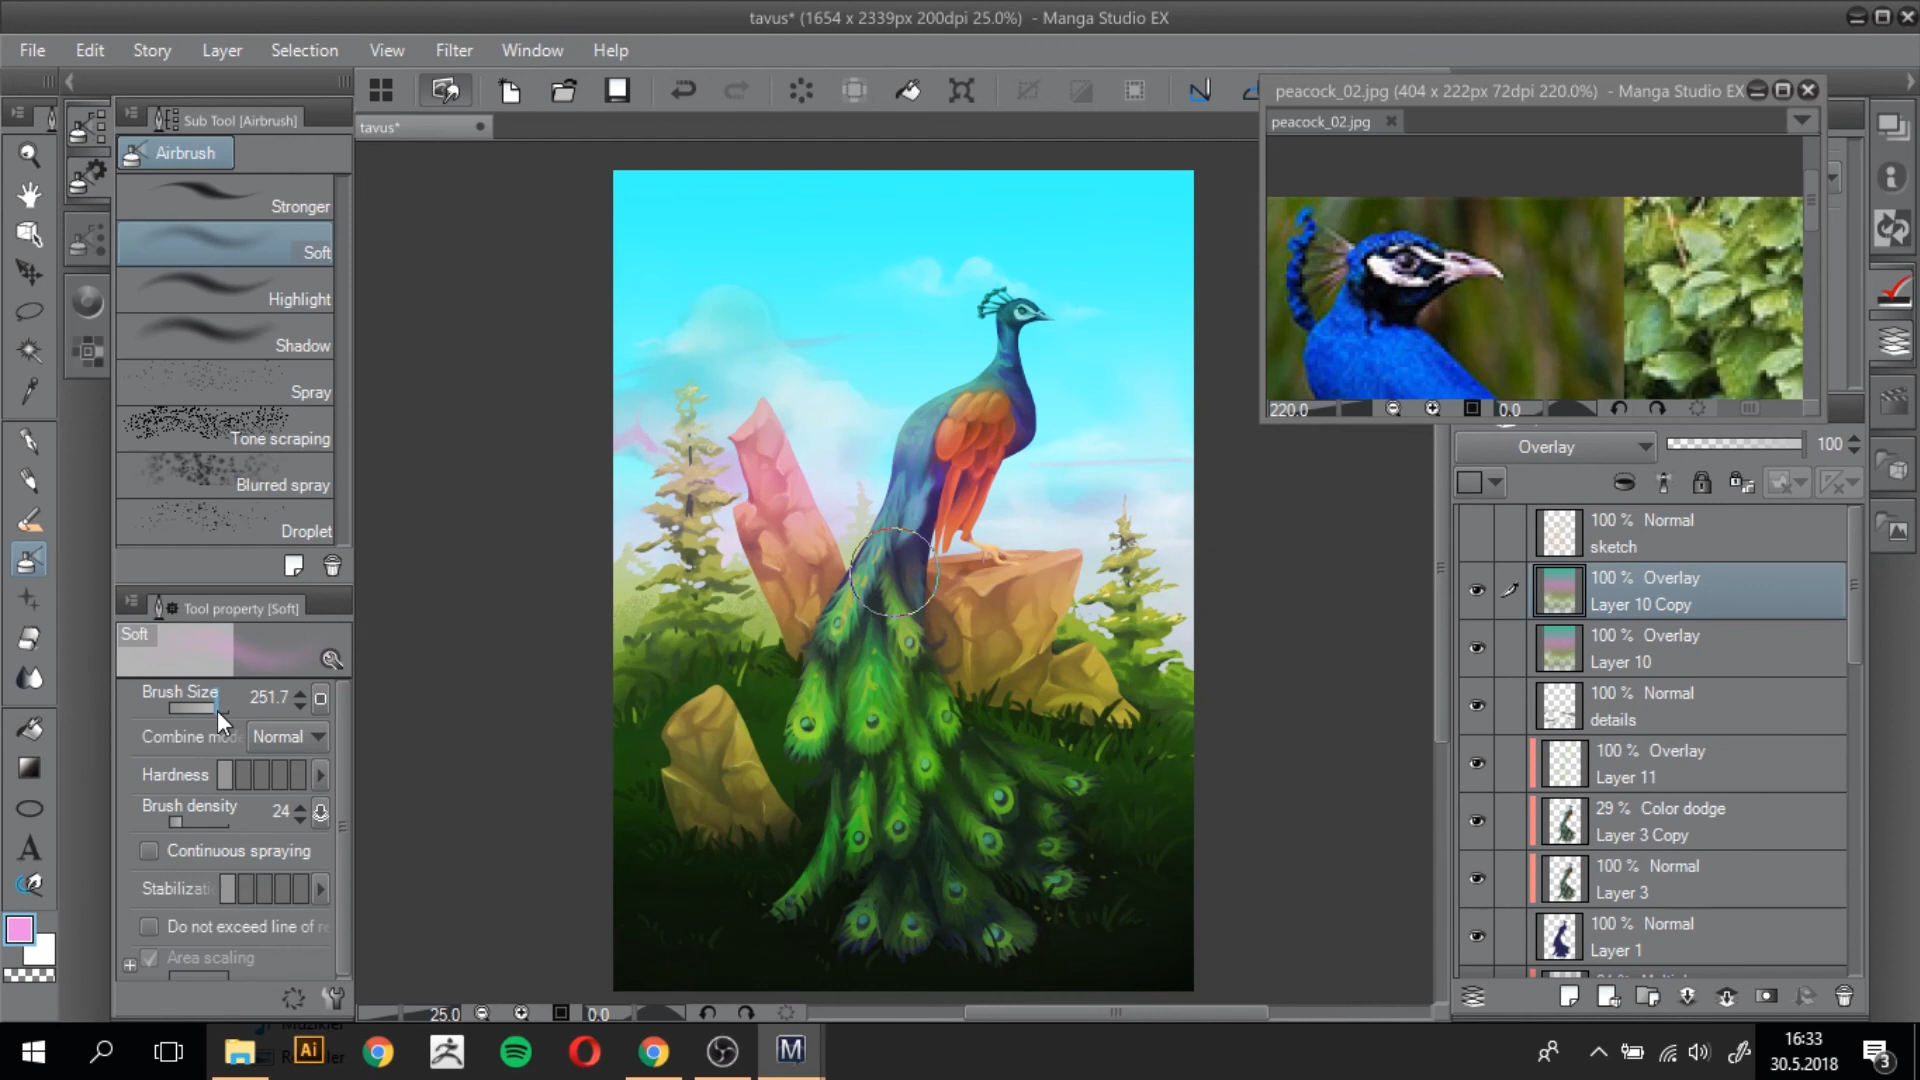 tavus* (1654 x 2339px 200dpi 25.0%) - Manga Studio EX
File Edit Story Layer Selection View Filter Window Help
peacock_02.jpg (404 x 222px 72dpi 220.0%) - Manga Studio EX
Sub Tool [Airbrush]
tavus*
peacock_02.jpg
Airbrush
Stronger
Soft
Highlight
Shadow
Spray
Tone scraping
Blurred spray
Droplet
220.0 0.0
Overlay 100
100 % Normal
sketch
100 % Overlay
Layer 10 Copy
100 % Overlay
Layer 10
100 % Normal
details
100 % Overlay
Layer 11
29 % Color dodge
Layer 3 Copy
100 % Normal
Layer 3
100 % Normal
Layer 1
Tool property [Soft]
Soft
Brush Size 251.7
Combine mode Normal
Hardness
Brush density 24
Continuous spraying
Stabilizati
Do not exceed line of re
Area scaling
25.0 0.0
Ai
M
16:33
30.5.2018
3